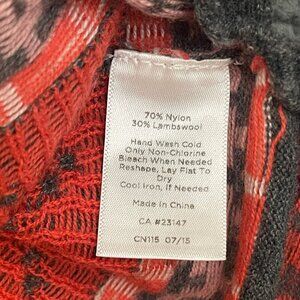 70% Nylon
30% Lambswool
Hand Wash Cold
Only Non-Chlorine
Bleach When Needed
Reshape, Lay Flat To
Dry
Cool Iron, If Needed
Made in China
CA #23147
CN115 07/15